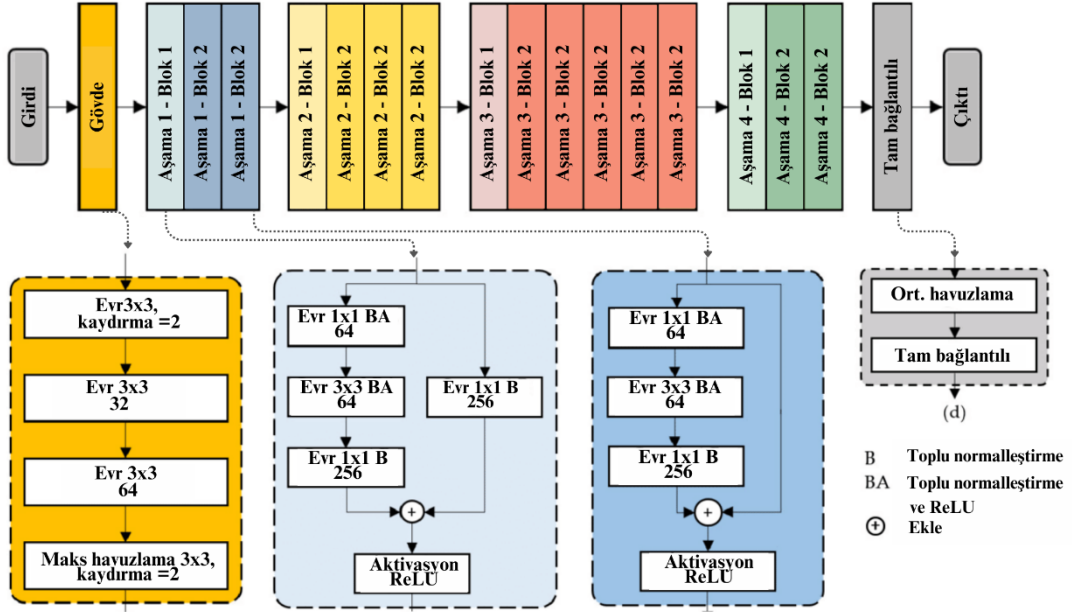 Girdi
Gövde
Aşama 1 - Blok 1
Aşama 1 - Blok 2
Aşama 1 - Blok 2
Aşama 2 - Blok 1
Aşama 2 - Blok 2
Aşama 2 - Blok 2
Aşama 2 - Blok 2
Aşama 3 - Blok 1
Aşama 3 - Blok 2
Aşama 3 - Blok 2
Aşama 3 - Blok 2
Aşama 3 - Blok 2
Aşama 3 - Blok 2
Aşama 4 - Blok 1
Aşama 4 - Blok 2
Aşama 4 - Blok 2
Tam bağlantılı
Çıktı
Evr3x3,
kaydırma =2
Evr 3x3
32
Evr 3x3
64
Maks havuzlama 3x3,
kaydırma =2
Evr 1x1 BA
64
Evr 3x3 BA
64
Evr 1x1 B
256
Evr 1x1 B
256
+
Aktivasyon
ReLU
Evr 1x1 BA
64
Evr 3x3 BA
64
Evr 1x1 B
256
+
Aktivasyon
ReLU
Ort. havuzlama
Tam bağlantılı
(d)
B Toplu normalleştirme
BA Toplu normalleştirme
ve ReLU
+ Ekle